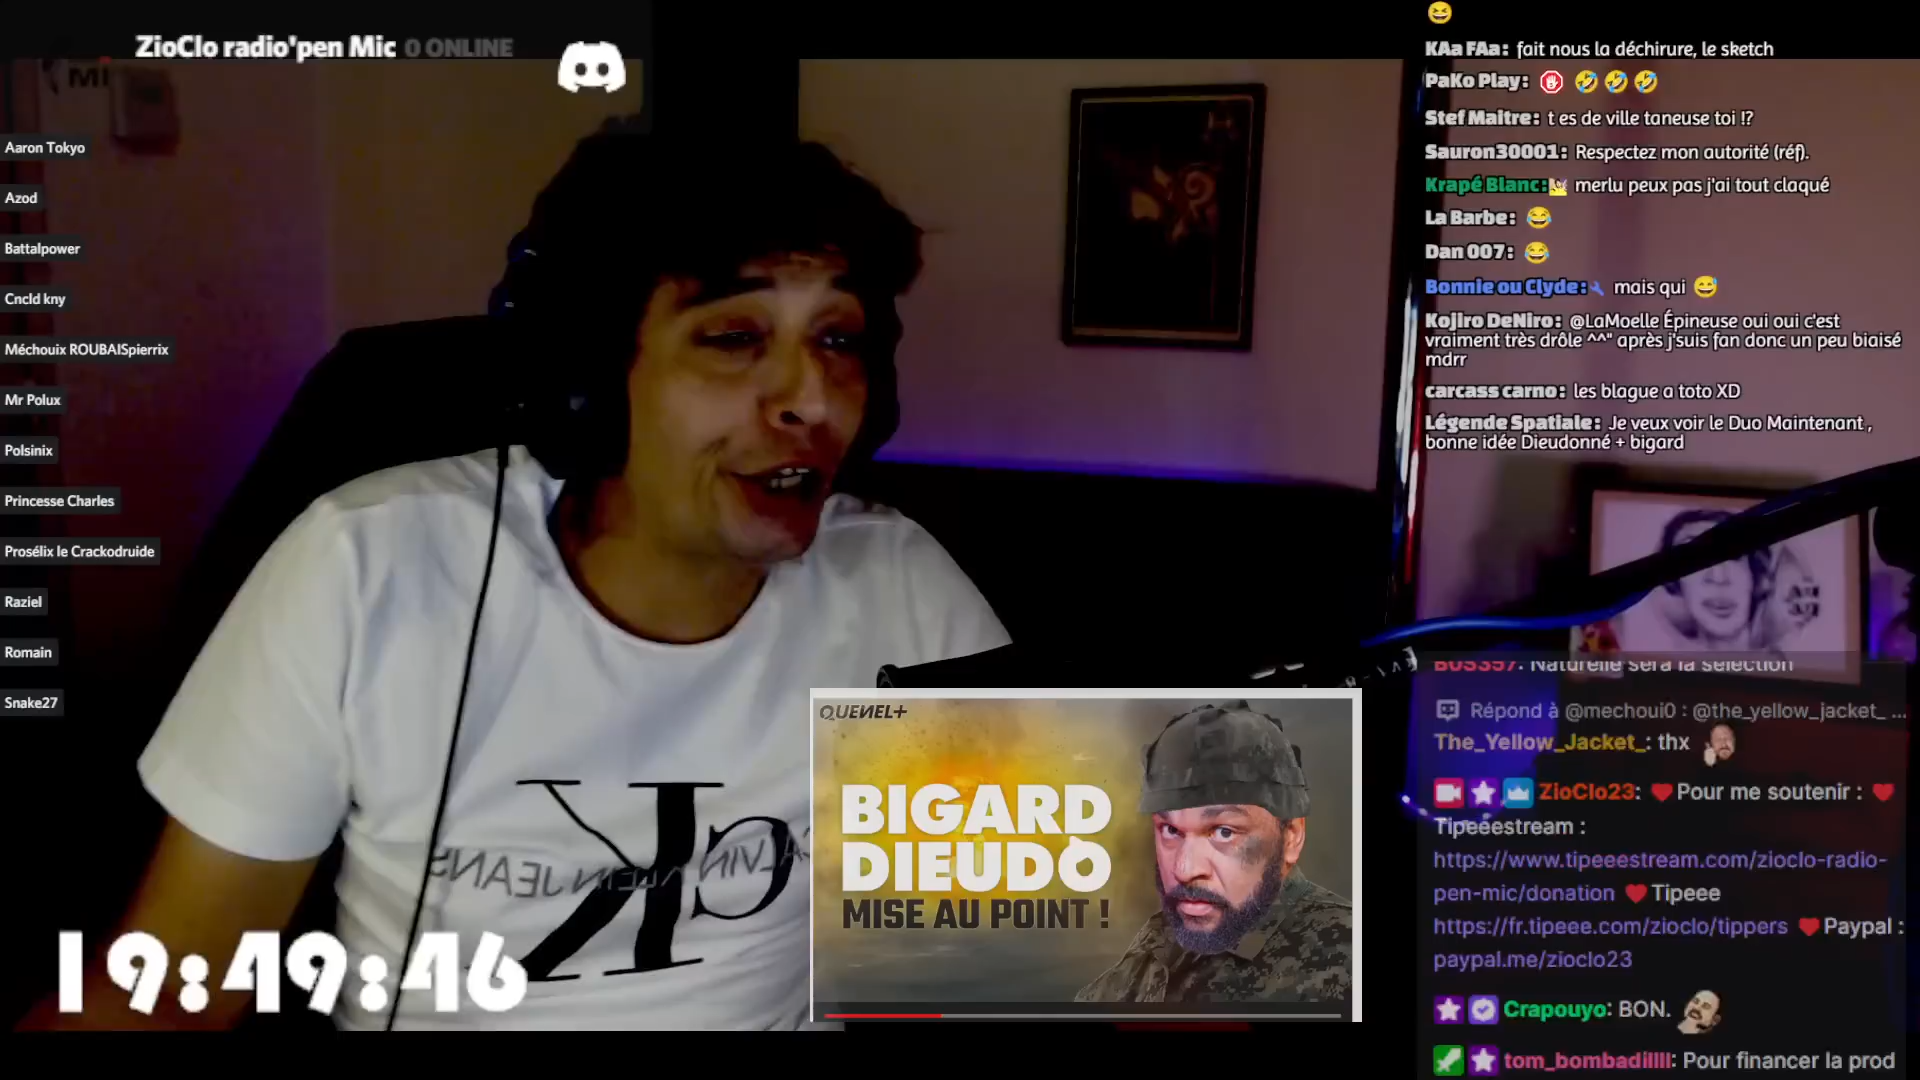 ZioClo radio'pen Mic 0 ONLINE
Aaron Tokyo
Azod
Battalpower
Cncld kny
Méchouix ROUBAISpierrix
Mr Polux
Polsinix
Princesse Charles
Prosélix le Crackodruide
Raziel
Romain
Snake27
19:49:46
CALVIN KLEIN JEANS
QUENEL+
BIGARD
DIEUDO
MISE AU POINT !
KAa FAa: fait nous la déchirure, le sketch
PaKo Play: 🤣 🤣 🤣
Stef Maitre: t es de ville taneuse toi !?
Sauron30001: Respectez mon autorité (réf).
Krapé Blanc: merlu peux pas j'ai tout claqué
La Barbe: 😂
Dan 007: 😂
Bonnie ou Clyde: mais qui 😅
Kojiro DeNiro: @LaMoelle Épineuse oui oui c'est
vraiment très drôle ^^" après j'suis fan donc un peu biaisé
mdrr
carcass carno: les blague a toto XD
Légende Spatiale: Je veux voir le Duo Maintenant ,
bonne idée Dieudonné + bigard
BUS357: Naturelle sera la sélection
Répond à @mechoui0 : @the_yellow_jacket_ ...
The_Yellow_Jacket_: thx
ZioClo23: ❤Pour me soutenir : ❤
Tipeeestream :
https://www.tipeeestream.com/zioclo-radio-
pen-mic/donation ❤ Tipeee
https://fr.tipeee.com/zioclo/tippers ❤ Paypal :
paypal.me/zioclo23
Crapouyo: BON.
tom_bombadillll: Pour financer la prod